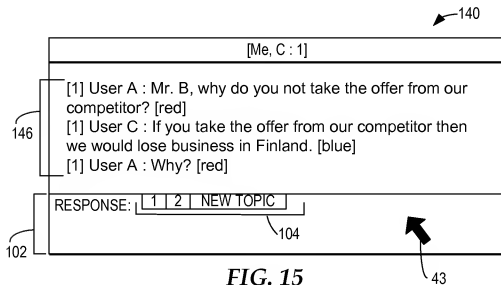 140
[Me, C : 1]
[1] User A : Mr. B, why do you not take the offer from our
competitor? [red]
[1] User C : If you take the offer from our competitor then
we would lose business in Finland. [blue]
[1] User A : Why? [red]
146
RESPONSE: 1 2 NEW TOPIC
104
102
43
FIG. 15